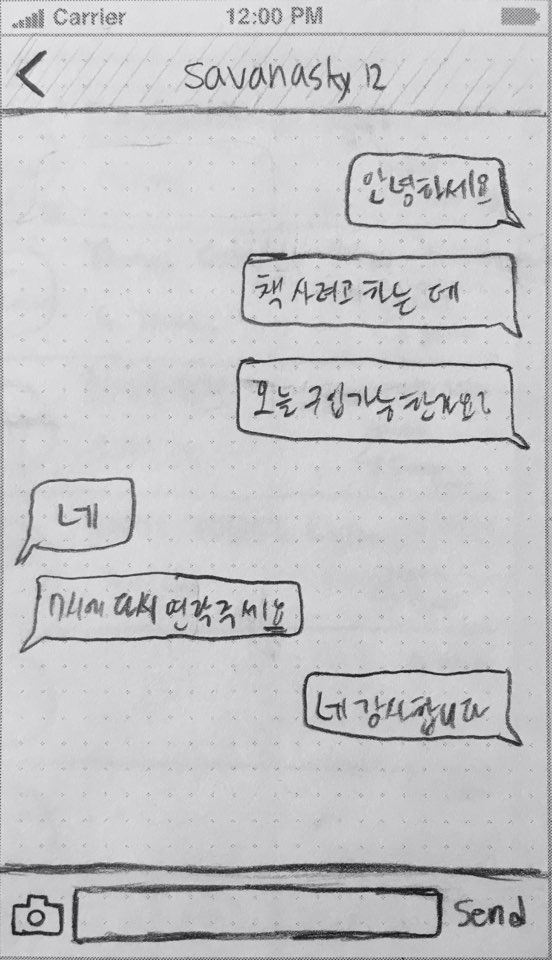 Carrier 12:00 PM
savanasky12
안녕하세요
책 사려고 하는 데
오늘 구입가능한가요?
네
7시에 다시 연락주세요
네 감사합니다
Send